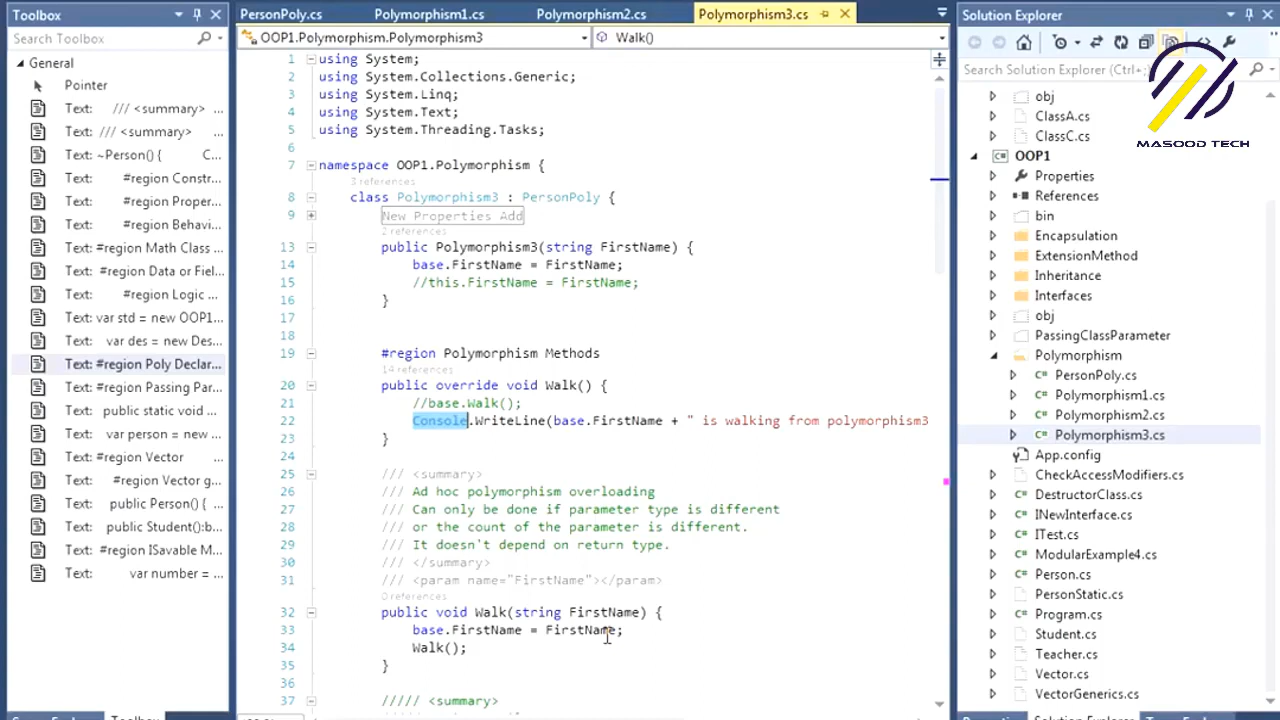 Toolbox
Search Toolbox
General
Pointer
Text: /// <summary> ...
Text: /// <summary> ...
Text: ~Person() { C...
Text: #region Constr...
Text: #region Proper...
Text: #region Behavi...
Text: #region Math Class ...
Text: #region Data or Fiel...
Text: #region Logic ...
Text: var std = new OOP1...
Text: var des = new Des...
Text: #region Poly Declar...
Text: #region Passing Par...
Text: public static void ...
Text: var person = new ...
Text: #region Vector ...
Text: #region Vector g...
Text: public Person() ...
Text: public Student():b...
Text: #region ISavable M...
Text: var number = ...
Toolbox
PersonPoly.cs Polymorphism1.cs Polymorphism2.cs Polymorphism3.cs
OOP1.Polymorphism.Polymorphism3 Walk()
1 using System;
2 using System.Collections.Generic;
3 using System.Linq;
4 using System.Text;
5 using System.Threading.Tasks;
6
7 namespace OOP1.Polymorphism {
3 references
8 class Polymorphism3 : PersonPoly {
9 New Properties Add
2 references
13 public Polymorphism3(string FirstName) {
14 base.FirstName = FirstName;
15 //this.FirstName = FirstName;
16 }
17
18
19 #region Polymorphism Methods
14 references
20 public override void Walk() {
21 //base.Walk();
22 Console.WriteLine(base.FirstName + " is walking from polymorphism3
23 }
24
25 /// <summary>
26 /// Ad hoc polymorphism overloading
27 /// Can only be done if parameter type is different
28 /// or the count of the parameter is different.
29 /// It doesn't depend on return type.
30 /// </summary>
31 /// <param name="FirstName"></param>
0 references
32 public void Walk(string FirstName) {
33 base.FirstName = FirstName;
34 Walk();
35 }
36
37 ///// <summary>
Solution Explorer
Search Solution Explorer (Ctrl+;
MASOOD TECH
obj
ClassA.cs
ClassC.cs
OOP1
Properties
References
bin
Encapsulation
ExtensionMethod
Inheritance
Interfaces
obj
PassingClassParameter
Polymorphism
PersonPoly.cs
Polymorphism1.cs
Polymorphism2.cs
Polymorphism3.cs
App.config
CheckAccessModifiers.cs
DestructorClass.cs
INewInterface.cs
ITest.cs
ModularExample4.cs
Person.cs
PersonStatic.cs
Program.cs
Student.cs
Teacher.cs
Vector.cs
VectorGenerics.cs